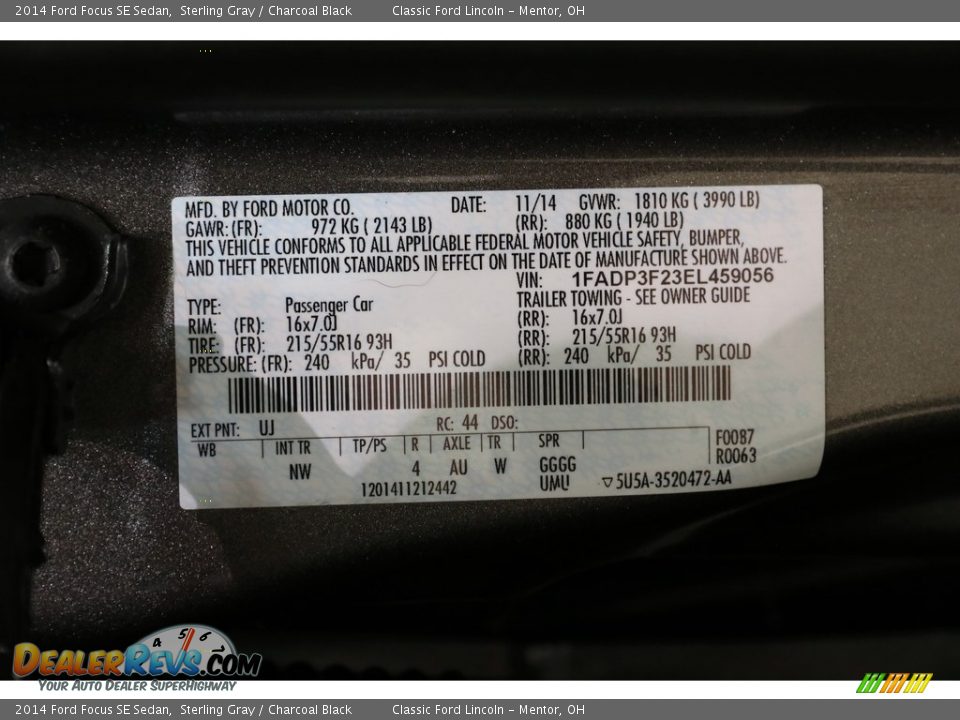 2014 Ford Focus SE Sedan, Sterling Gray / Charcoal Black Classic Ford Lincoln - Mentor, OH
MFD. BY FORD MOTOR CO. DATE: 11/14 GVWR: 1810 KG ( 3990 LB)
GAWR: (FR): 972 KG ( 2143 LB) (RR): 880 KG ( 1940 LB)
THIS VEHICLE CONFORMS TO ALL APPLICABLE FEDERAL MOTOR VEHICLE SAFETY, BUMPER,
AND THEFT PREVENTION STANDARDS IN EFFECT ON THE DATE OF MANUFACTURE SHOWN ABOVE.
VIN: 1FADP3F23EL459056
TYPE: Passenger Car TRAILER TOWING - SEE OWNER GUIDE
RIM: (FR): 16x7.0J (RR): 16x7.0J
TIRE: (FR): 215/55R16 93H (RR): 215/55R16 93H
PRESSURE: (FR): 240 kPa/ 35 PSI COLD (RR): 240 kPa/ 35 PSI COLD
EXT PNT: UJ RC: 44 DSO:
WB INT TR TP/PS R AXLE TR SPR F0087
NW 4 AU W GGGG R0063
1201411212442 UMU ▽5U5A-3520472-AA
4 5 6
DEALERREVS.COM
YOUR AUTO DEALER SUPERHIGHWAY
2014 Ford Focus SE Sedan, Sterling Gray / Charcoal Black Classic Ford Lincoln - Mentor, OH